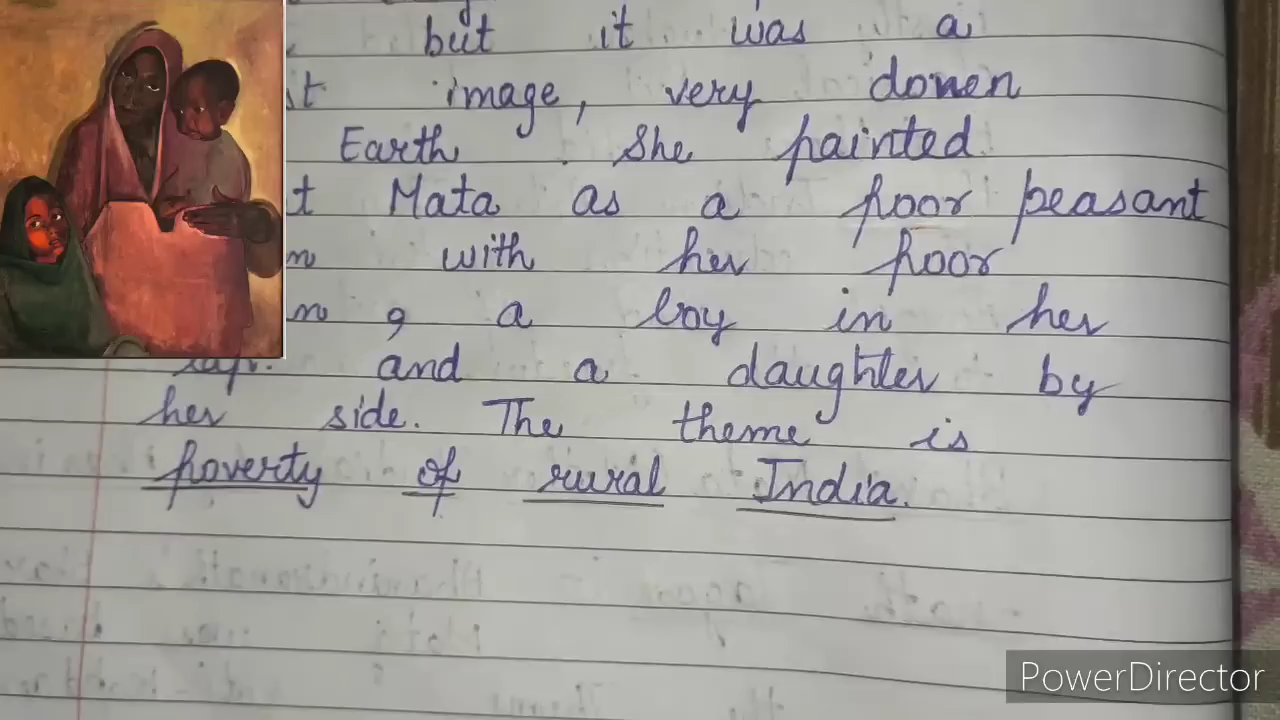 but it was a
image, very down
Earth. She painted
Mata as a poor peasant
with her poor
, a boy in her
lap. and a daughter by
her side. The theme is
poverty of rural India.
PowerDirector